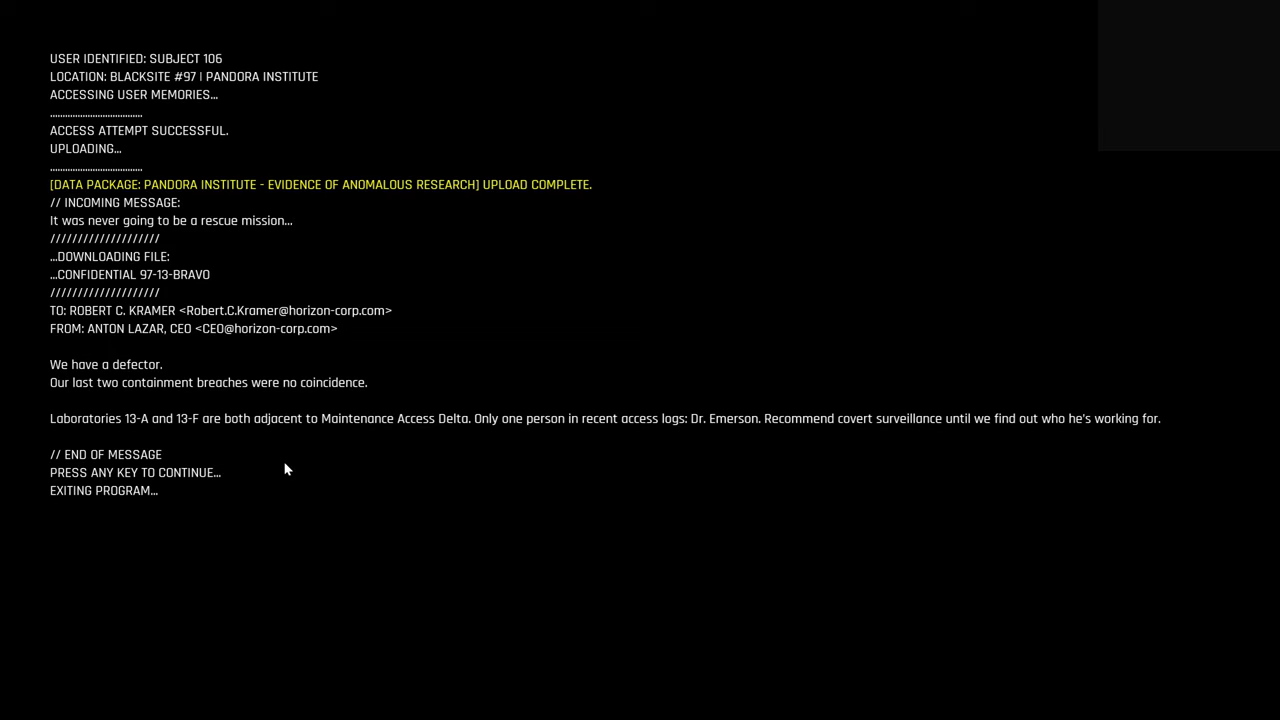 USER IDENTIFIED: SUBJECT 106
LOCATION: BLACKSITE #97 | PANDORA INSTITUTE
ACCESSING USER MEMORIES...
.....................................
ACCESS ATTEMPT SUCCESSFUL.
UPLOADING...
.....................................
[DATA PACKAGE: PANDORA INSTITUTE - EVIDENCE OF ANOMALOUS RESEARCH] UPLOAD COMPLETE.
// INCOMING MESSAGE:
It was never going to be a rescue mission...
////////////////////
...DOWNLOADING FILE:
...CONFIDENTIAL 97-13-BRAVO
////////////////////
TO: ROBERT C. KRAMER <Robert.C.Kramer@horizon-corp.com>
FROM: ANTON LAZAR, CEO <CEO@horizon-corp.com>
We have a defector.
Our last two containment breaches were no coincidence.
Laboratories 13-A and 13-F are both adjacent to Maintenance Access Delta. Only one person in recent access logs: Dr. Emerson. Recommend covert surveillance until we find out who he's working for.
// END OF MESSAGE
PRESS ANY KEY TO CONTINUE...
EXITING PROGRAM...